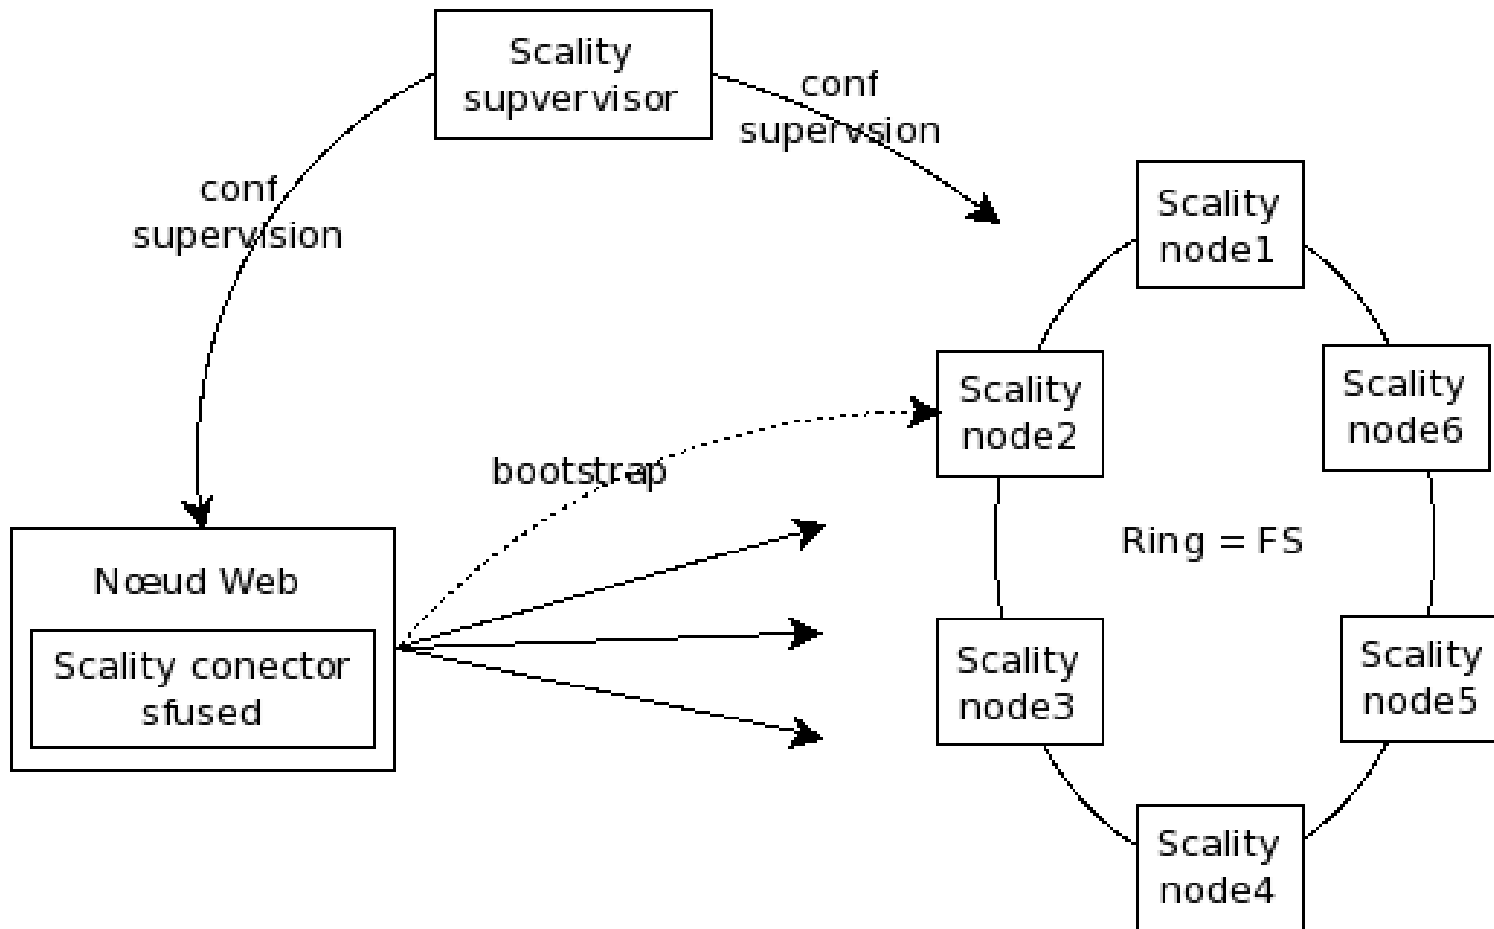 Scality
supvervisor
conf
supervsion
conf
supervision
Scality
node1
Scality
node2
Scality
node6
bootstrap
Ring = FS
Nœud Web
Scality conector
sfused
Scality
node3
Scality
node5
Scality
node4